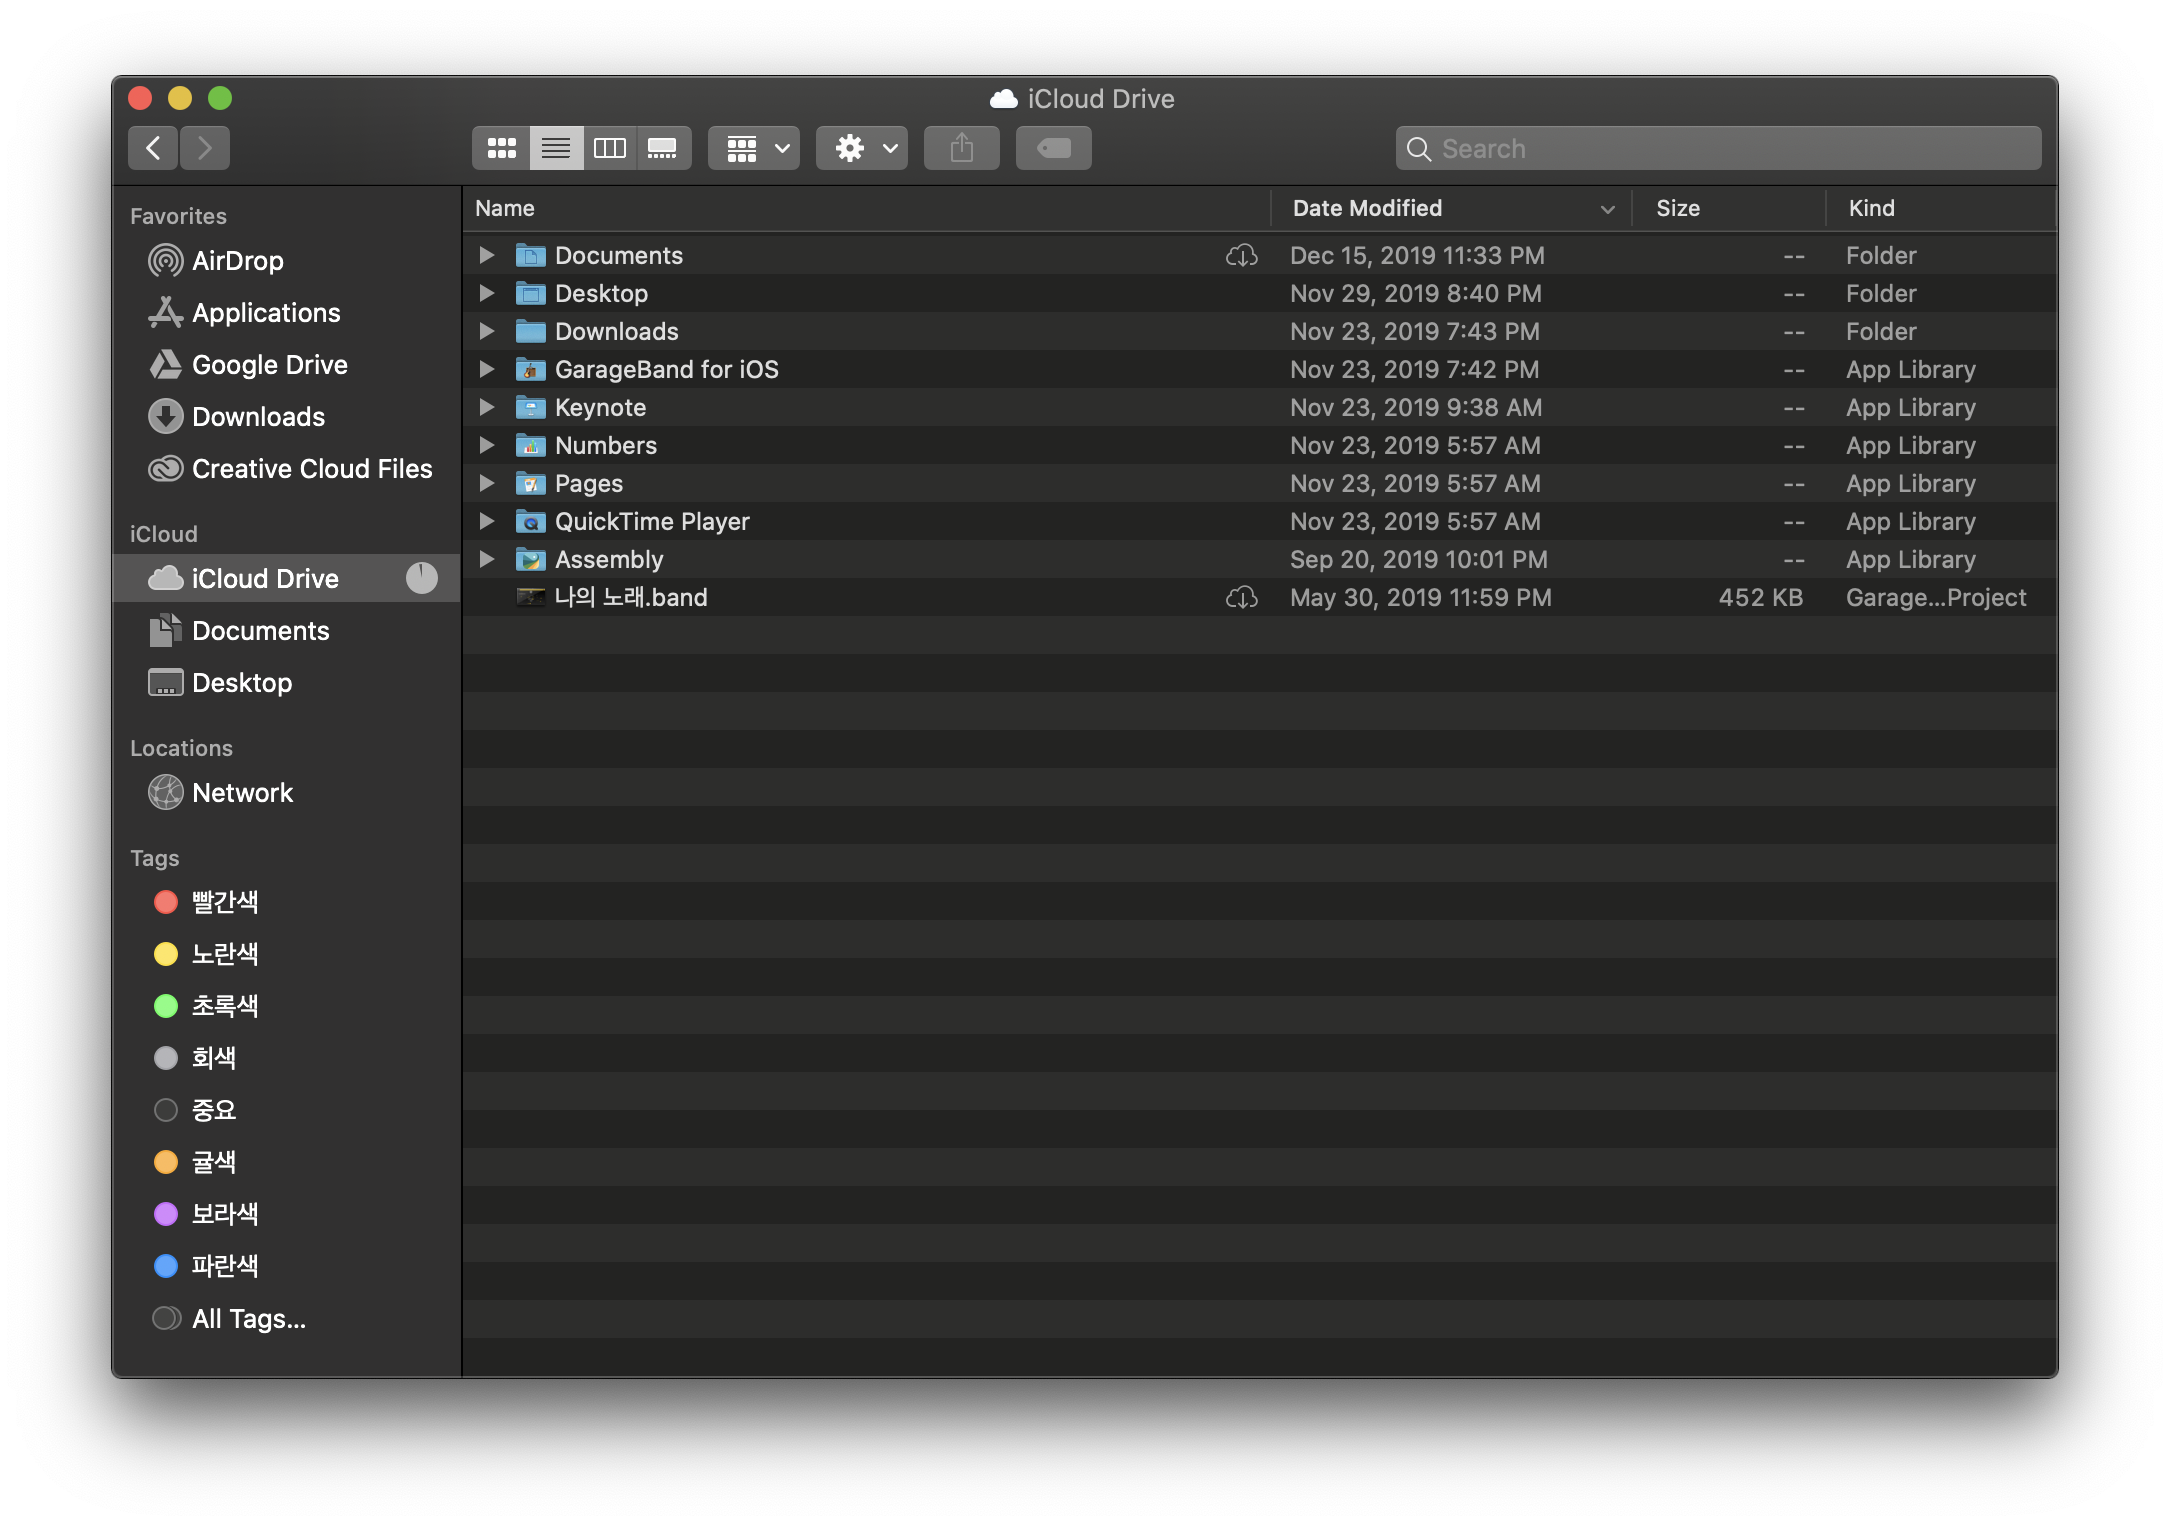 iCloud Drive
Search
Favorites
AirDrop
Applications
Google Drive
Downloads
Creative Cloud Files
iCloud
iCloud Drive
Documents
Desktop
Locations
Network
Tags
빨간색
노란색
초록색
회색
중요
귤색
보라색
파란색
All Tags...
Name Date Modified Size Kind
Documents Dec 15, 2019 11:33 PM -- Folder
Desktop Nov 29, 2019 8:40 PM -- Folder
Downloads Nov 23, 2019 7:43 PM -- Folder
GarageBand for iOS Nov 23, 2019 7:42 PM -- App Library
Keynote Nov 23, 2019 9:38 AM -- App Library
Numbers Nov 23, 2019 5:57 AM -- App Library
Pages Nov 23, 2019 5:57 AM -- App Library
QuickTime Player Nov 23, 2019 5:57 AM -- App Library
Assembly Sep 20, 2019 10:01 PM -- App Library
나의 노래.band May 30, 2019 11:59 PM 452 KB Garage...Project